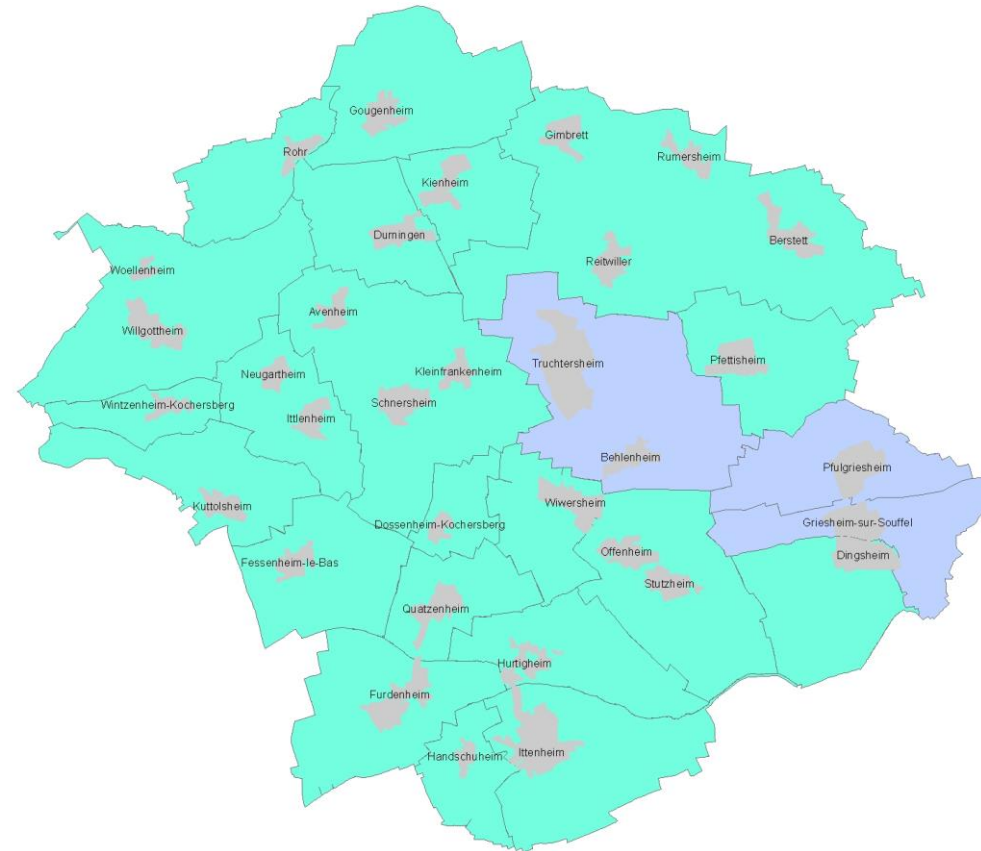 Gougenheim
Gimbrett
Rohr
Rumersheim
Kienheim
Durningen
Berstett
Reitwiller
Woellenheim
Avenheim
Willgottheim
Pfettisheim
Truchtersheim
Kleinfrankenheim
Neugartheim
Schnersheim
Wintzenheim-Kochersberg
Ittlenheim
Behlenheim
Pfulgriesheim
Kuttolsheim
Wiwersheim
Dossenheim-Kochersberg
Griesheim-sur-Souffel
Offenheim
Dingsheim
Fessenheim-le-Bas
Stutzheim
Quatzenheim
Hurtigheim
Furdenheim
Handschuheim
Ittenheim